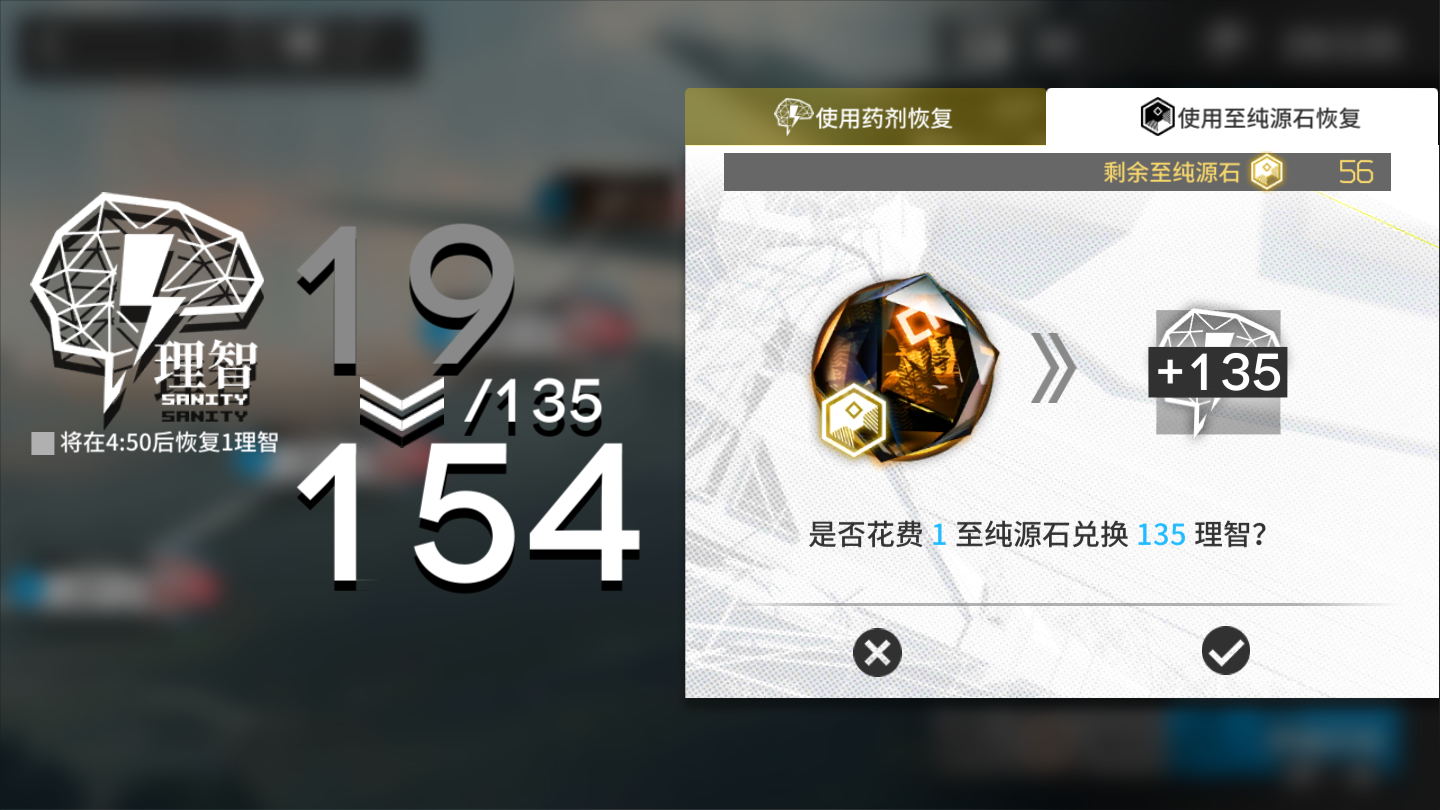 使用药剂恢复
使用至纯源石恢复
剩余至纯源石 56
19
/135
154
理智
SANITY
将在4:50后恢复1理智
+135
是否花费 1 至纯源石兑换 135 理智?